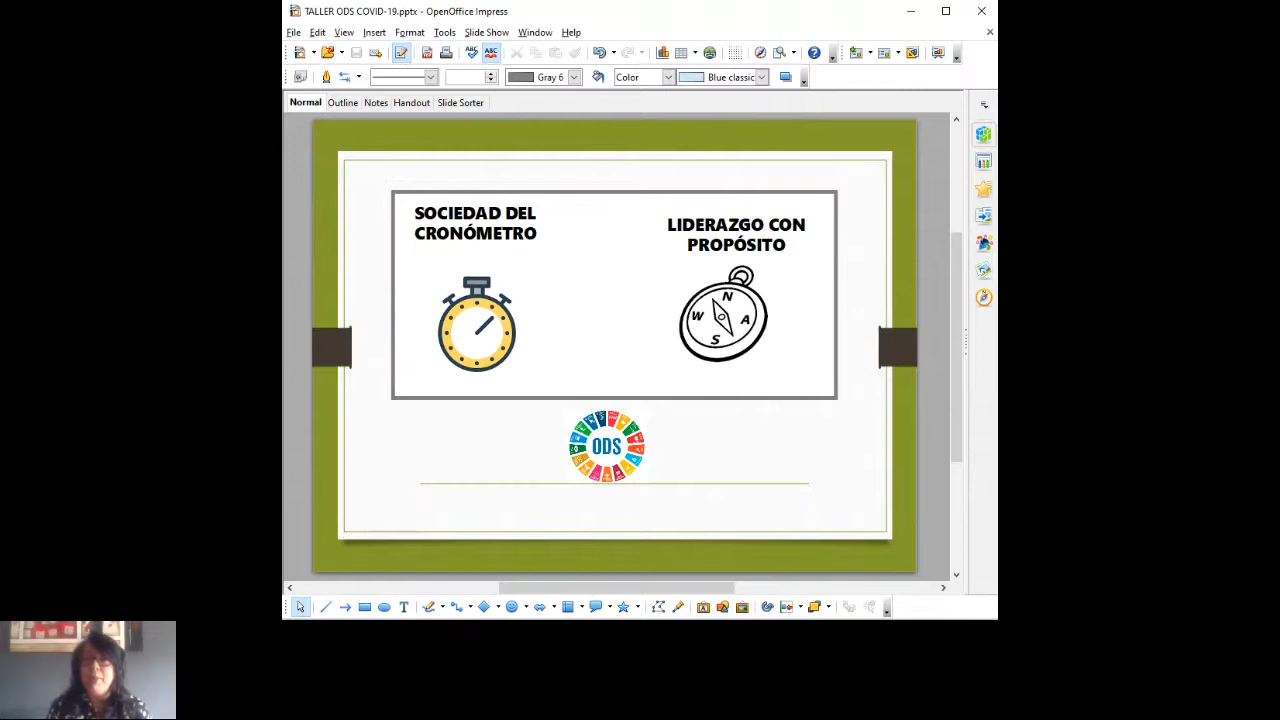 TALLER ODS COVID-19.pptx - OpenOffice Impress
File Edit View Insert Format Tools Slide Show Window Help
Gray 6 Color Blue classic
Normal Outline Notes Handout Slide Sorter
SOCIEDAD DEL
CRONÓMETRO
LIDERAZGO CON
PROPÓSITO
N
W A
S
ODS